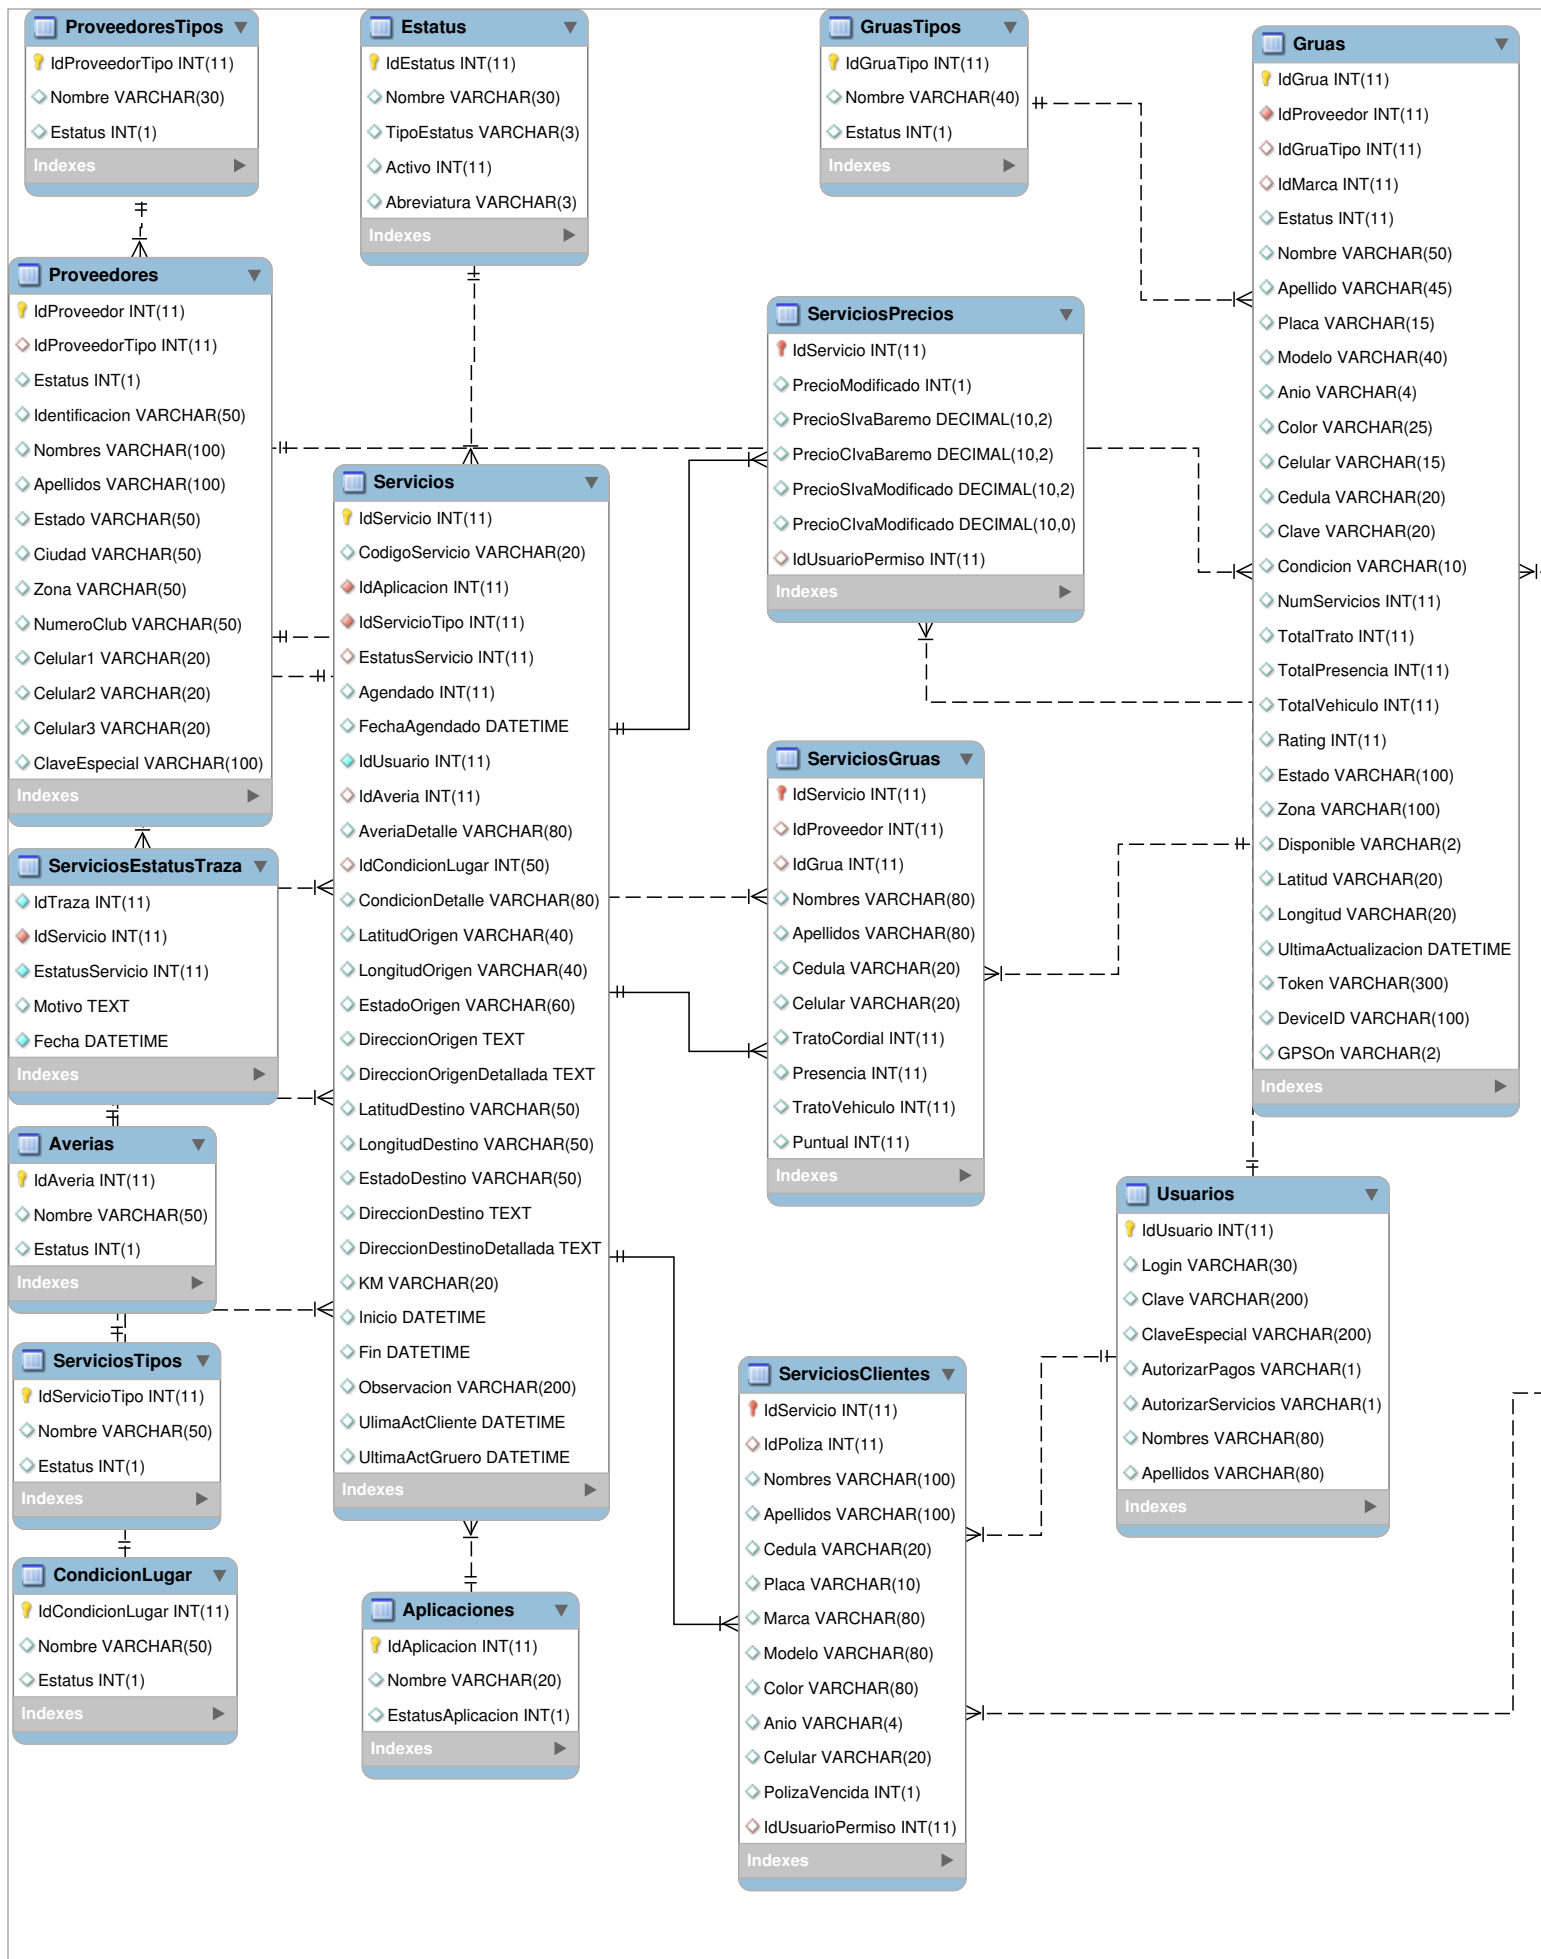 ProveedoresTipos
IdProveedorTipo INT(11)
Nombre VARCHAR(30)
Estatus INT(1)
Indexes
Estatus
IdEstatus INT(11)
Nombre VARCHAR(30)
TipoEstatus VARCHAR(3)
Activo INT(11)
Abreviatura VARCHAR(3)
Indexes
GruasTipos
IdGruaTipo INT(11)
Nombre VARCHAR(40)
Estatus INT(1)
Indexes
Gruas
IdGrua INT(11)
IdProveedor INT(11)
IdGruaTipo INT(11)
IdMarca INT(11)
Estatus INT(11)
Nombre VARCHAR(50)
Apellido VARCHAR(45)
Placa VARCHAR(15)
Modelo VARCHAR(40)
Anio VARCHAR(4)
Color VARCHAR(25)
Celular VARCHAR(15)
Cedula VARCHAR(20)
Clave VARCHAR(20)
Condicion VARCHAR(10)
NumServicios INT(11)
TotalTrato INT(11)
TotalPresencia INT(11)
TotalVehiculo INT(11)
Rating INT(11)
Estado VARCHAR(100)
Zona VARCHAR(100)
Disponible VARCHAR(2)
Latitud VARCHAR(20)
Longitud VARCHAR(20)
UltimaActualizacion DATETIME
Token VARCHAR(300)
DeviceID VARCHAR(100)
GPSOn VARCHAR(2)
Indexes
Proveedores
IdProveedor INT(11)
IdProveedorTipo INT(11)
Estatus INT(1)
Identificacion VARCHAR(50)
Nombres VARCHAR(100)
Apellidos VARCHAR(100)
Estado VARCHAR(50)
Ciudad VARCHAR(50)
Zona VARCHAR(50)
NumeroClub VARCHAR(50)
Celular1 VARCHAR(20)
Celular2 VARCHAR(20)
Celular3 VARCHAR(20)
ClaveEspecial VARCHAR(100)
Indexes
ServiciosPrecios
IdServicio INT(11)
PrecioModificado INT(1)
PrecioSIvaBaremo DECIMAL(10,2)
PrecioCIvaBaremo DECIMAL(10,2)
PrecioSIvaModificado DECIMAL(10,2)
PrecioCIvaModificado DECIMAL(10,0)
IdUsuarioPermiso INT(11)
Indexes
Servicios
IdServicio INT(11)
CodigoServicio VARCHAR(20)
IdAplicacion INT(11)
IdServicioTipo INT(11)
EstatusServicio INT(11)
Agendado INT(11)
FechaAgendado DATETIME
IdUsuario INT(11)
IdAveria INT(11)
AveriaDetalle VARCHAR(80)
IdCondicionLugar INT(50)
CondicionDetalle VARCHAR(80)
LatitudOrigen VARCHAR(40)
LongitudOrigen VARCHAR(40)
EstadoOrigen VARCHAR(60)
DireccionOrigen TEXT
DireccionOrigenDetallada TEXT
LatitudDestino VARCHAR(50)
LongitudDestino VARCHAR(50)
EstadoDestino VARCHAR(50)
DireccionDestino TEXT
DireccionDestinoDetallada TEXT
KM VARCHAR(20)
Inicio DATETIME
Fin DATETIME
Observacion VARCHAR(200)
UlimaActCliente DATETIME
UltimaActGruero DATETIME
Indexes
ServiciosGruas
IdServicio INT(11)
IdProveedor INT(11)
IdGrua INT(11)
Nombres VARCHAR(80)
Apellidos VARCHAR(80)
Cedula VARCHAR(20)
Celular VARCHAR(20)
TratoCordial INT(11)
Presencia INT(11)
TratoVehiculo INT(11)
Puntual INT(11)
Indexes
ServiciosEstatusTraza
IdTraza INT(11)
IdServicio INT(11)
EstatusServicio INT(11)
Motivo TEXT
Fecha DATETIME
Indexes
Averias
IdAveria INT(11)
Nombre VARCHAR(50)
Estatus INT(1)
Indexes
Usuarios
IdUsuario INT(11)
Login VARCHAR(30)
Clave VARCHAR(200)
ClaveEspecial VARCHAR(200)
AutorizarPagos VARCHAR(1)
AutorizarServicios VARCHAR(1)
Nombres VARCHAR(80)
Apellidos VARCHAR(80)
Indexes
ServiciosTipos
IdServicioTipo INT(11)
Nombre VARCHAR(50)
Estatus INT(1)
Indexes
ServiciosClientes
IdServicio INT(11)
IdPoliza INT(11)
Nombres VARCHAR(100)
Apellidos VARCHAR(100)
Cedula VARCHAR(20)
Placa VARCHAR(10)
Marca VARCHAR(80)
Modelo VARCHAR(80)
Color VARCHAR(80)
Anio VARCHAR(4)
Celular VARCHAR(20)
PolizaVencida INT(1)
IdUsuarioPermiso INT(11)
Indexes
CondicionLugar
IdCondicionLugar INT(11)
Nombre VARCHAR(50)
Estatus INT(1)
Indexes
Aplicaciones
IdAplicacion INT(11)
Nombre VARCHAR(20)
EstatusAplicacion INT(1)
Indexes